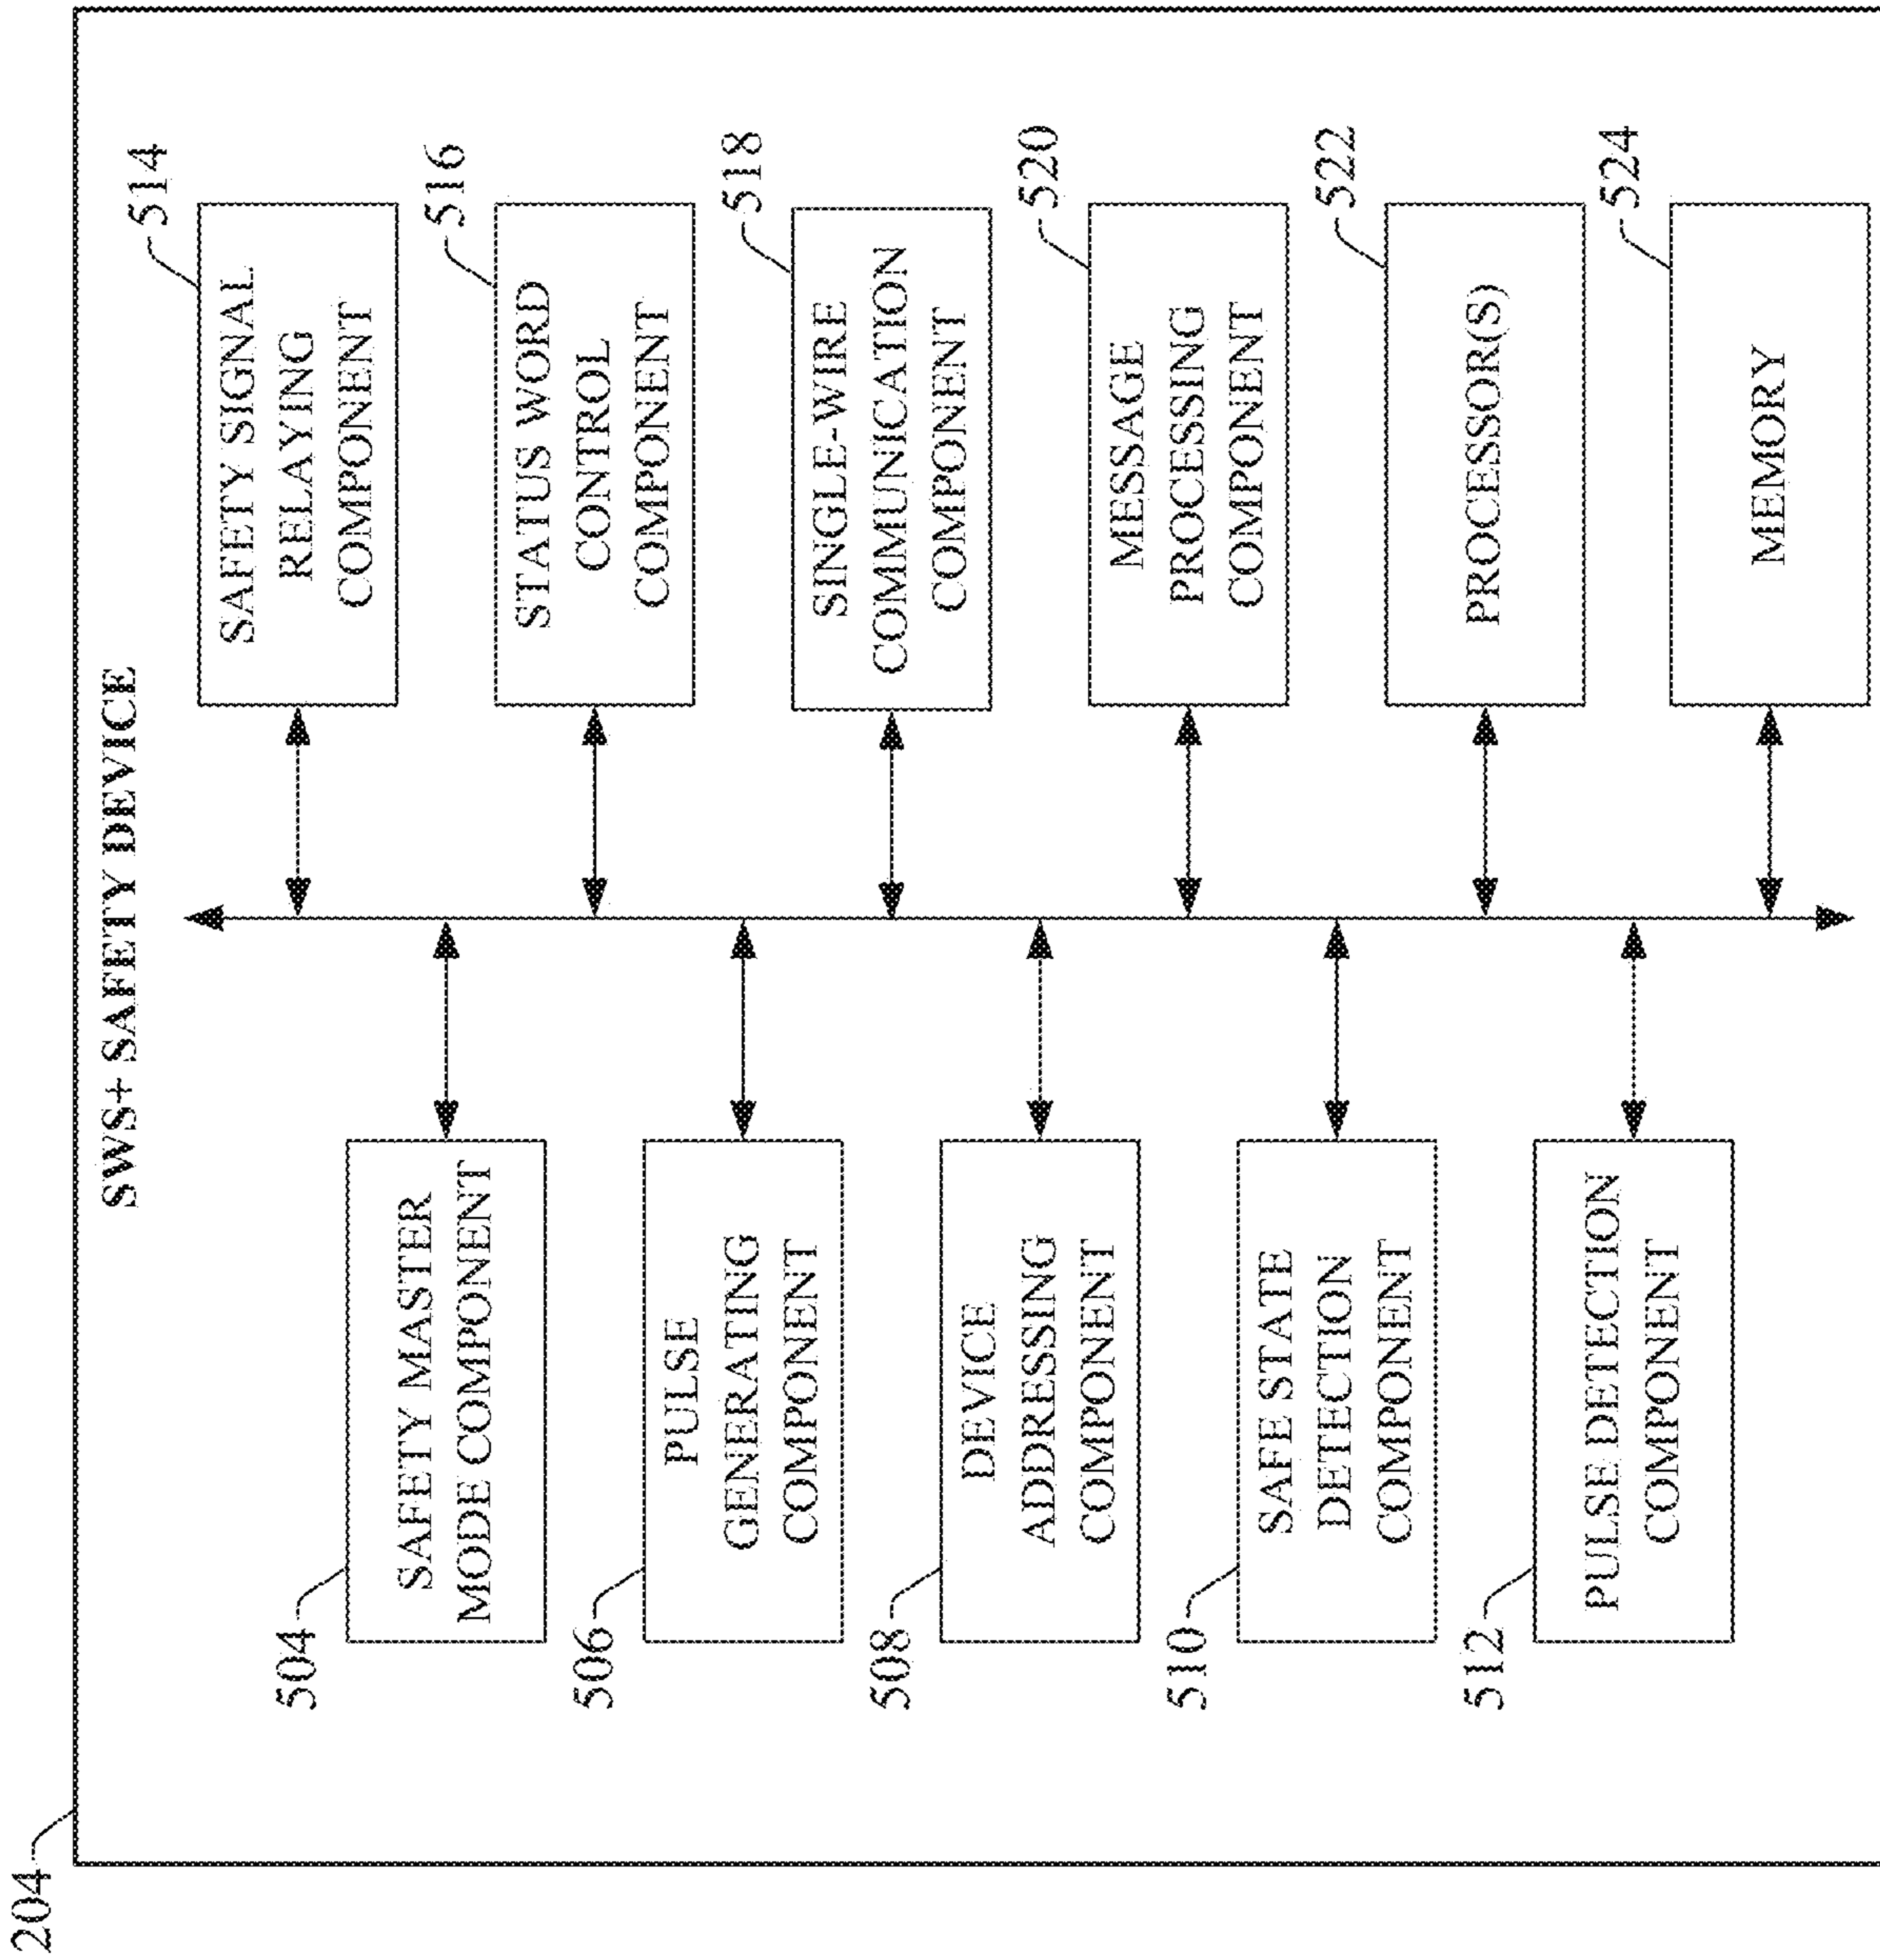 204
SWS+ SAFETY DEVICE
504
SAFETY MASTER
MODE COMPONENT
506
PULSE
GENERATING
COMPONENT
508
DEVICE
ADDRESSING
COMPONENT
510
SAFE STATE
DETECTION
COMPONENT
512
PULSE DETECTION
COMPONENT
514
SAFETY SIGNAL
RELAYING
COMPONENT
516
STATUS WORD
CONTROL
COMPONENT
518
SINGLE-WIRE
COMMUNICATION
COMPONENT
520
MESSAGE
PROCESSING
COMPONENT
522
PROCESSOR(S)
524
MEMORY